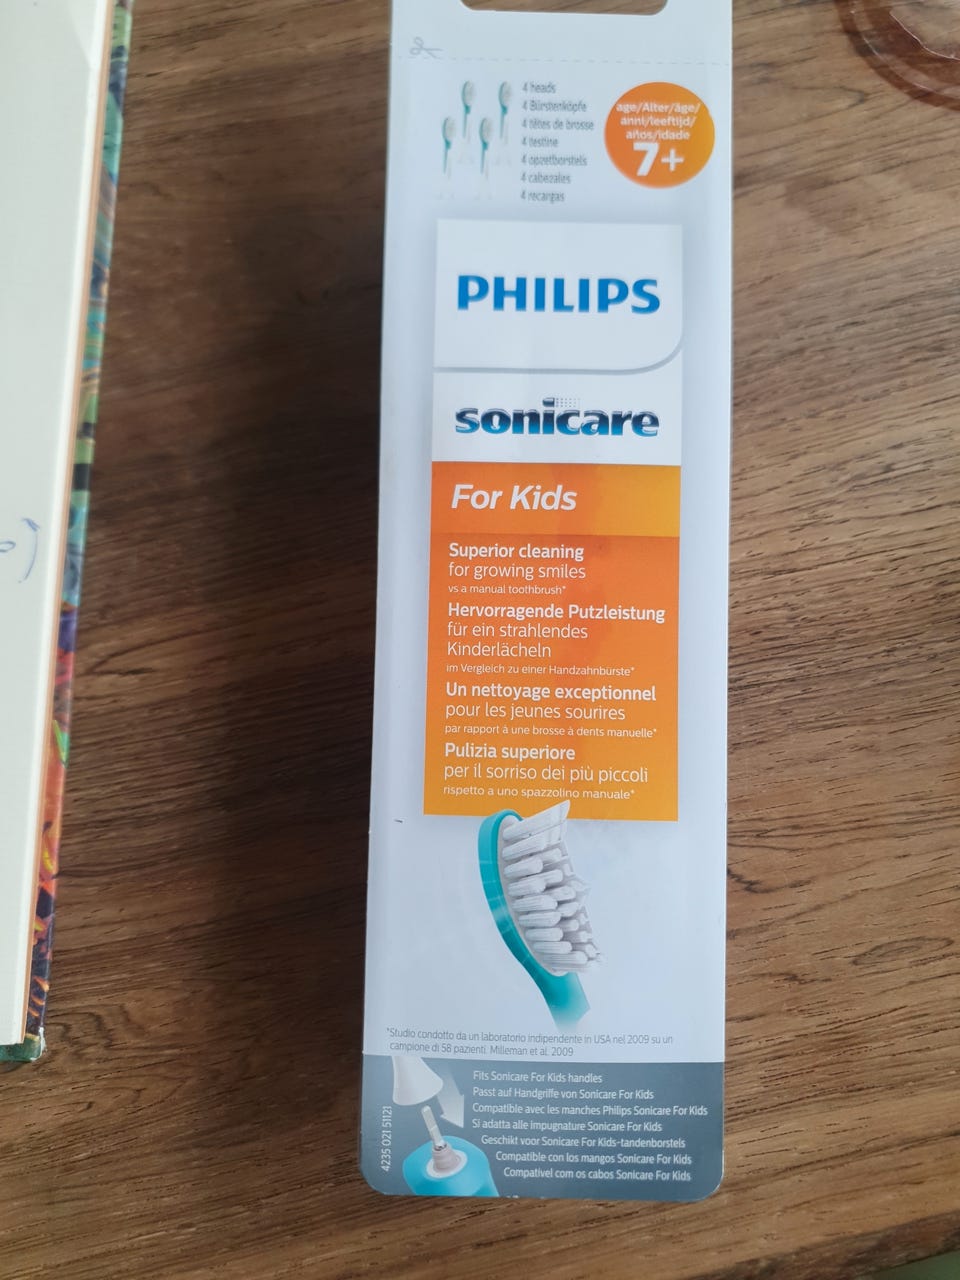 4 heads
4 Bürstenköpfe
4 têtes de brosse
4 testine
4 opzetborstels
4 cabezales
4 recargas
age/Alter/âge/
anni/leeftijd/
años/idade
7+
PHILIPS
sonicare
For Kids
Superior cleaning
for growing smiles
vs a manual toothbrush*
Hervorragende Putzleistung
für ein strahlendes
Kinderlächeln
im Vergleich zu einer Handzahnbürste*
Un nettoyage exceptionnel
pour les jeunes sourires
par rapport à une brosse à dents manuelle*
Pulizia superiore
per il sorriso dei più piccoli
rispetto a uno spazzolino manuale*
*Studio condotto da un laboratorio indipendente in USA nel 2009 su un
campione di 58 pazienti. Milleman et al. 2009
Fits Sonicare For Kids handles
Passt auf Handgriffe von Sonicare For Kids
Compatible avec les manches Philips Sonicare For Kids
Si adatta alle impugnature Sonicare For Kids
Geschikt voor Sonicare For Kids-tandenborstels
Compatible con los mangos Sonicare For Kids
Compatível com os cabos Sonicare For Kids
4235 021 51121